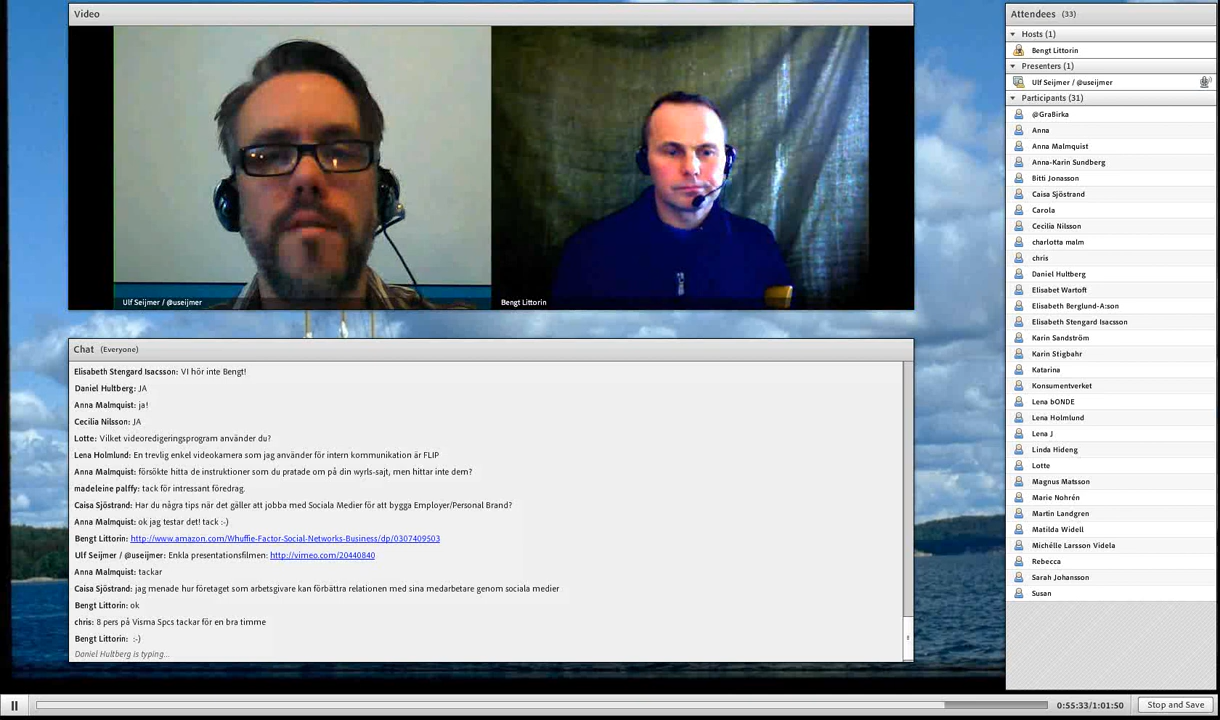 Video
Ulf Seijmer / @useijmer
Bengt Littorin
Chat (Everyone)
Elisabeth Stengard Isacsson: VI hör inte Bengt!
Daniel Hultberg: JA
Anna Malmquist: ja!
Cecilia Nilsson: JA
Lotte: Vilket videoredigeringsprogram använder du?
Lena Holmlund: En trevlig enkel videokamera som jag använder för intern kommunikation är FLIP
Anna Malmquist: försökte hitta de instruktioner som du pratade om på din wyrls-sajt, men hittar inte dem?
madeleine palffy: tack för intressant föredrag.
Caisa Sjöstrand: Har du några tips när det gäller att jobba med Sociala Medier för att bygga Employer/Personal Brand?
Anna Malmquist: ok jag testar det! tack :-)
Bengt Littorin: http://www.amazon.com/Whuffie-Factor-Social-Networks-Business/dp/0307409503
Ulf Seijmer / @useijmer: Enkla presentationsfilmen: http://vimeo.com/20440840
Anna Malmquist: tackar
Caisa Sjöstrand: jag menade hur företaget som arbetsgivare kan förbättra relationen med sina medarbetare genom sociala medier
Bengt Littorin: ok
chris: 8 pers på Visma Spcs tackar för en bra timme
Bengt Littorin: :-)
Daniel Hultberg is typing...
Attendees (33)
Hosts (1)
Bengt Littorin
Presenters (1)
Ulf Seijmer / @useijmer
Participants (31)
@GraBirka
Anna
Anna Malmquist
Anna-Karin Sundberg
Bitti Jonasson
Caisa Sjöstrand
Carola
Cecilia Nilsson
charlotta malm
chris
Daniel Hultberg
Elisabet Wartoft
Elisabeth Berglund-A:son
Elisabeth Stengard Isacsson
Karin Sandström
Karin Stigbahr
Katarina
Konsumentverket
Lena bONDE
Lena Holmlund
Lena J
Linda Hideng
Lotte
Magnus Matsson
Marie Nohrén
Martin Landgren
Matilda Widell
Michélle Larsson Videla
Rebecca
Sarah Johansson
Susan
0:55:33/1:01:50
Stop and Save